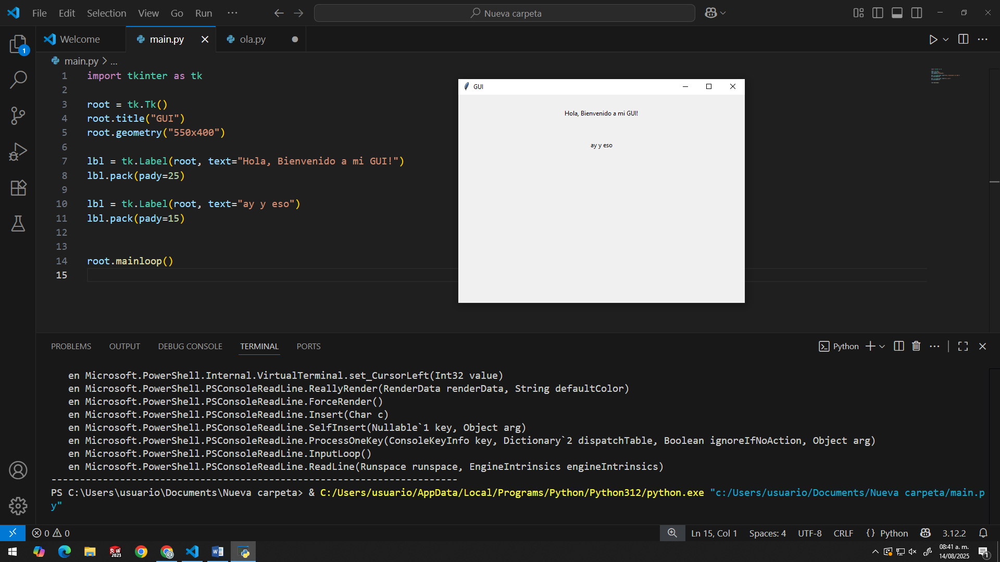 File Edit Selection View Go Run ···
Nueva carpeta
Welcome main.py ola.py
1
main.py > ...
1 import tkinter as tk
2
3 root = tk.Tk()
4 root.title("GUI")
5 root.geometry("550x400")
6
7 lbl = tk.Label(root, text="Hola, Bienvenido a mi GUI!")
8 lbl.pack(pady=25)
9
10 lbl = tk.Label(root, text="ay y eso")
11 lbl.pack(pady=15)
12
13
14 root.mainloop()
15
GUI
Hola, Bienvenido a mi GUI!
ay y eso
PROBLEMS OUTPUT DEBUG CONSOLE TERMINAL PORTS
Python
en Microsoft.PowerShell.Internal.VirtualTerminal.set_CursorLeft(Int32 value)
en Microsoft.PowerShell.PSConsoleReadLine.ReallyRender(RenderData renderData, String defaultColor)
en Microsoft.PowerShell.PSConsoleReadLine.ForceRender()
en Microsoft.PowerShell.PSConsoleReadLine.Insert(Char c)
en Microsoft.PowerShell.PSConsoleReadLine.SelfInsert(Nullable`1 key, Object arg)
en Microsoft.PowerShell.PSConsoleReadLine.ProcessOneKey(ConsoleKeyInfo key, Dictionary`2 dispatchTable, Boolean ignoreIfNoAction, Object arg)
en Microsoft.PowerShell.PSConsoleReadLine.InputLoop()
en Microsoft.PowerShell.PSConsoleReadLine.ReadLine(Runspace runspace, EngineIntrinsics engineIntrinsics)
-----------------------------------------------------------------------
PS C:\Users\usuario\Documents\Nueva carpeta> & C:/Users/usuario/AppData/Local/Programs/Python/Python312/python.exe "c:/Users/usuario/Documents/Nueva carpeta/main.p
y"
0 0
Ln 15, Col 1 Spaces: 4 UTF-8 CRLF {} Python 3.12.2
SW 2023
08:41 a. m.
14/08/2025
1